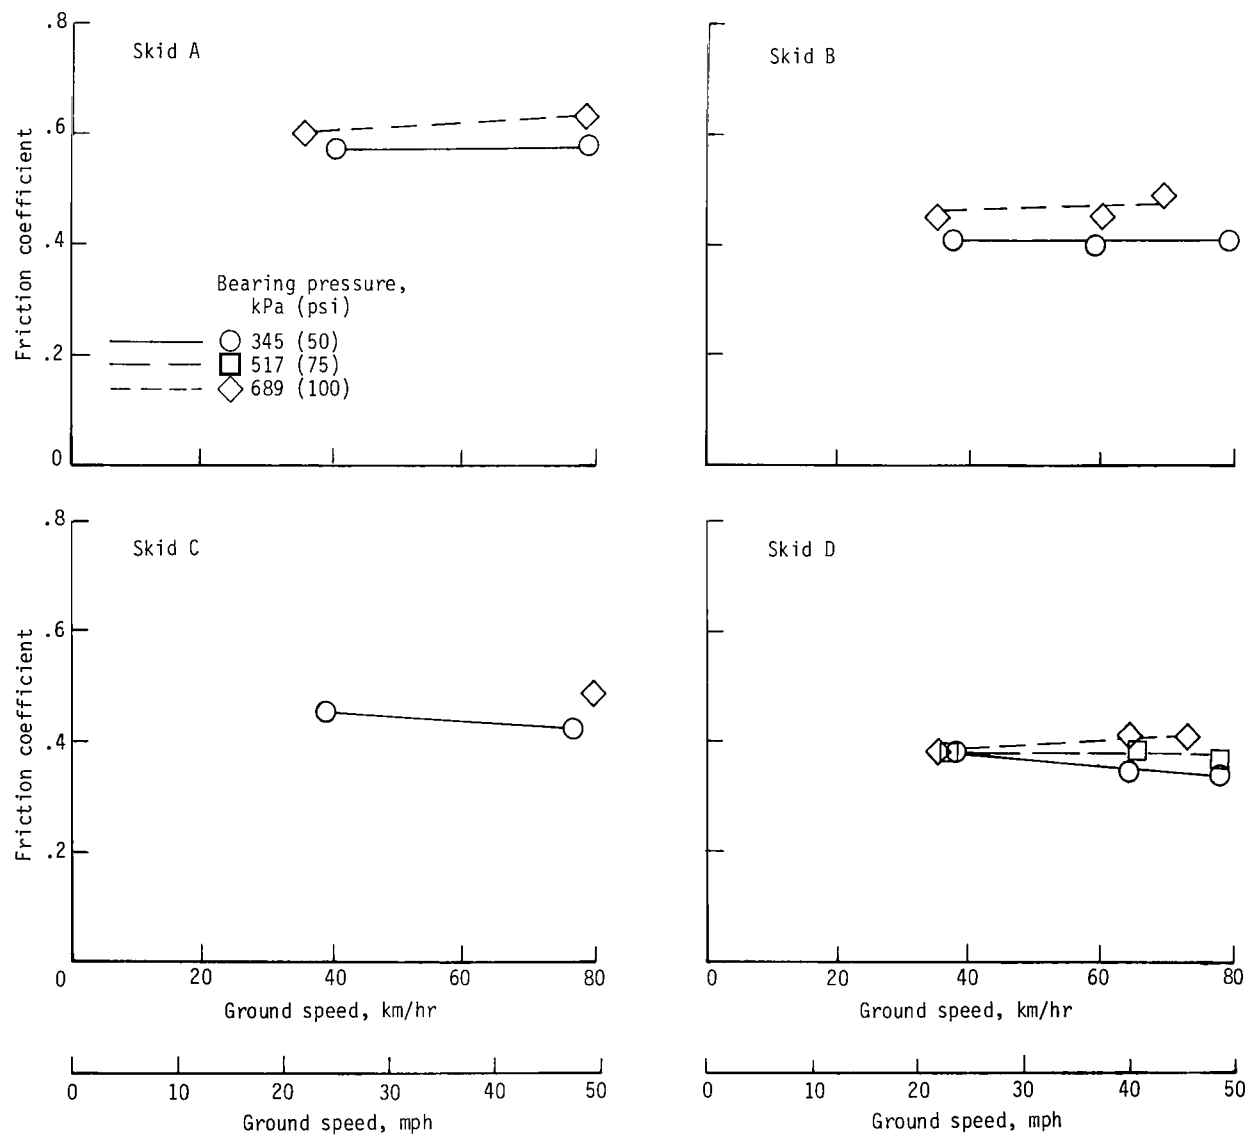 .8
Skid A
Skid B
.6
.4
.2
0
Friction coefficient
Bearing pressure,
kPa (psi)
345 (50)
517 (75)
689 (100)
.8
Skid C
Skid D
.6
.4
.2
Friction coefficient
0 20 40 60 80
Ground speed, km/hr
0 20 40 60 80
Ground speed, km/hr
0 10 20 30 40 50
Ground speed, mph
0 10 20 30 40 50
Ground speed, mph